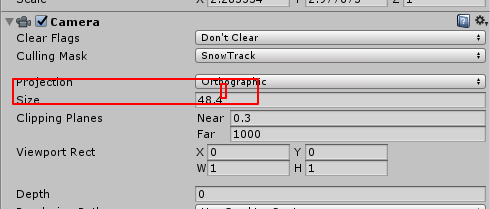 Camera
Clear Flags Don't Clear
Culling Mask SnowTrack
Projection Orthographic
Size 48.4
Clipping Planes Near 0.3
Far 1000
Viewport Rect X 0 Y 0
W 1 H 1
Depth 0